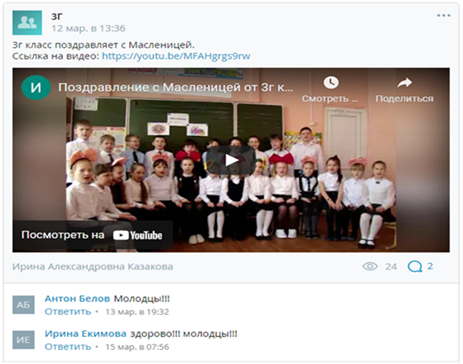 3Г
12 мар. в 13:36
3г класс поздравляет с Масленицей.
Ссылка на видео: https://youtu.be/MFAHgrgs9rw
И Поздравление с Масленицей от 3г к...
Смотреть ...
Поделиться
Посмотреть на YouTube
Ирина Александровна Казакова 24 2
АБ Антон Белов Молодцы!!!
Ответить · 13 мар. в 19:32
ИЕ Ирина Екимова здорово!!! молодцы!!!
Ответить · 15 мар. в 07:56